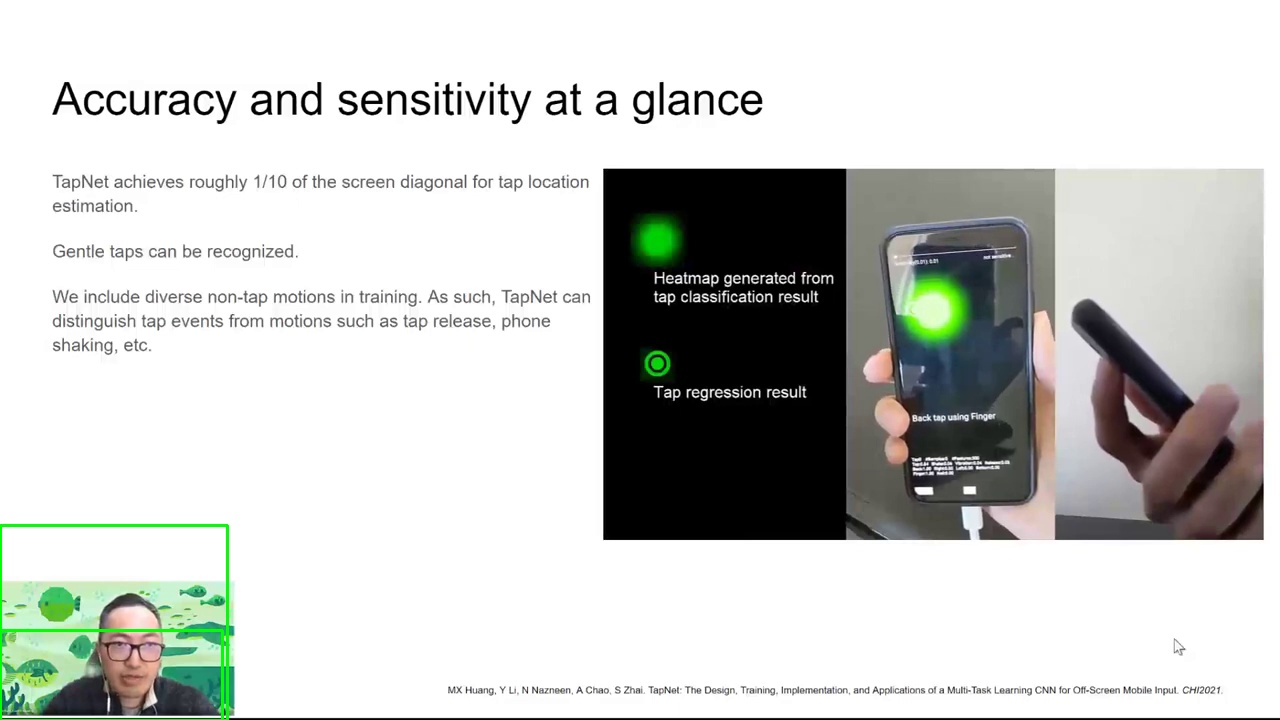 Accuracy and sensitivity at a glance
TapNet achieves roughly 1/10 of the screen diagonal for tap location
estimation.
Gentle taps can be recognized.
We include diverse non-tap motions in training. As such, TapNet can
distinguish tap events from motions such as tap release, phone
shaking, etc.
Heatmap generated from
tap classification result
Tap regression result
not sensitive
Back tap using Finger
MX Huang, Y Li, N Nazneen, A Chao, S Zhai. TapNet: The Design, Training, Implementation, and Applications of a Multi-Task Learning CNN for Off-Screen Mobile Input. CHI2021.